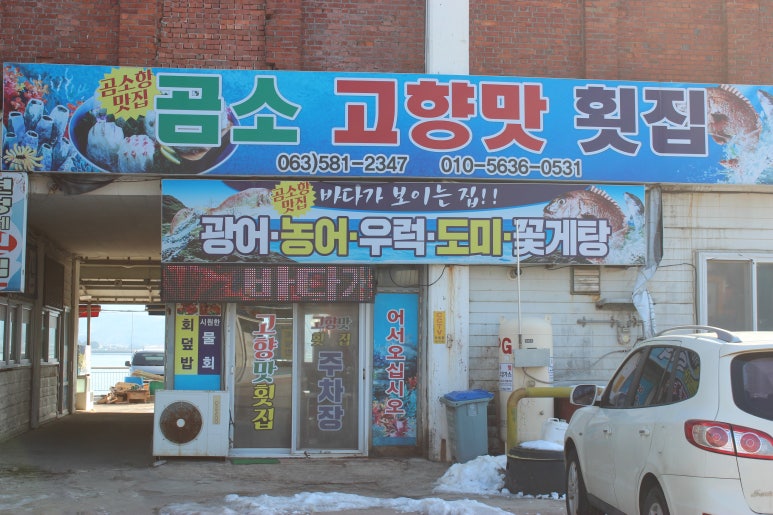 곰소항
맛집
곰소 고향맛 횟집
063)581-2347 010-5636-0531
곰소항
맛집
바다가 보이는 집!!
광어·농어·우럭·도마·꽃게탕
바다가
회덮밥
시원한
물회
고향맛횟집
고향맛
횟집
주차장
어서오십시오
CCTV
PG